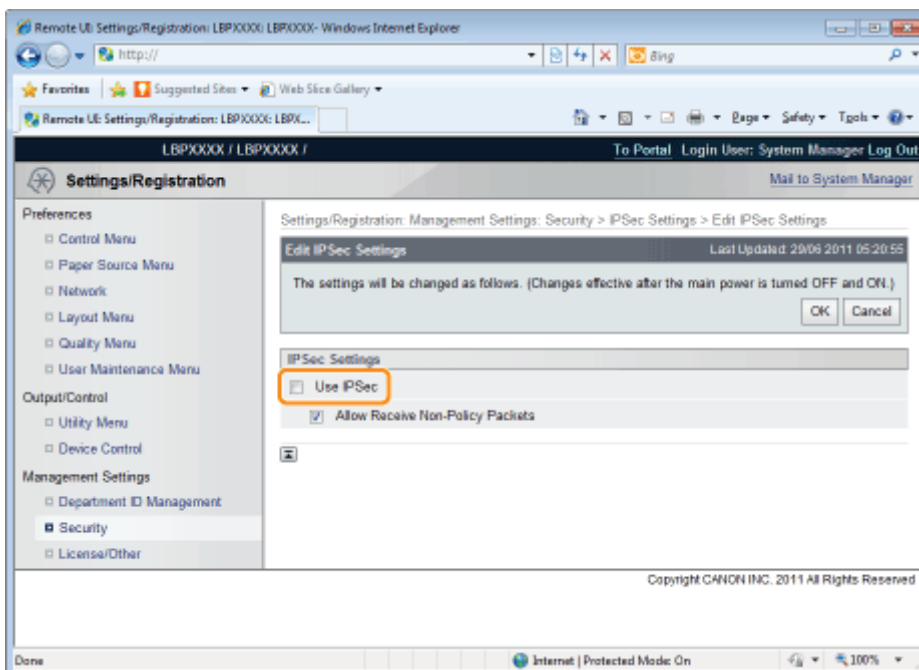 Remote UI: Settings/Registration: LBPXXXX: LBPXXXX- Windows Internet Explorer
http://
Bing
Favorites Suggested Sites Web Slice Gallery
Remote UI: Settings/Registration: LBPXXXX: LBPX... Page Safety Tools
LBPXXXX / LBPXXXX / To Portal Login User: System Manager Log Out
Settings/Registration Mail to System Manager
Preferences
Control Menu
Paper Source Menu
Network
Layout Menu
Quality Menu
User Maintenance Menu
Output/Control
Utility Menu
Device Control
Management Settings
Department ID Management
Security
License/Other
Settings/Registration: Management Settings: Security > IPSec Settings > Edit IPSec Settings
Edit IPSec Settings Last Updated: 29/06 2011 05:20:55
The settings will be changed as follows. (Changes effective after the main power is turned OFF and ON.)
OK Cancel
IPSec Settings
Use IPSec
Allow Receive Non-Policy Packets
Copyright CANON INC. 2011 All Rights Reserved
Done Internet | Protected Mode: On 100%